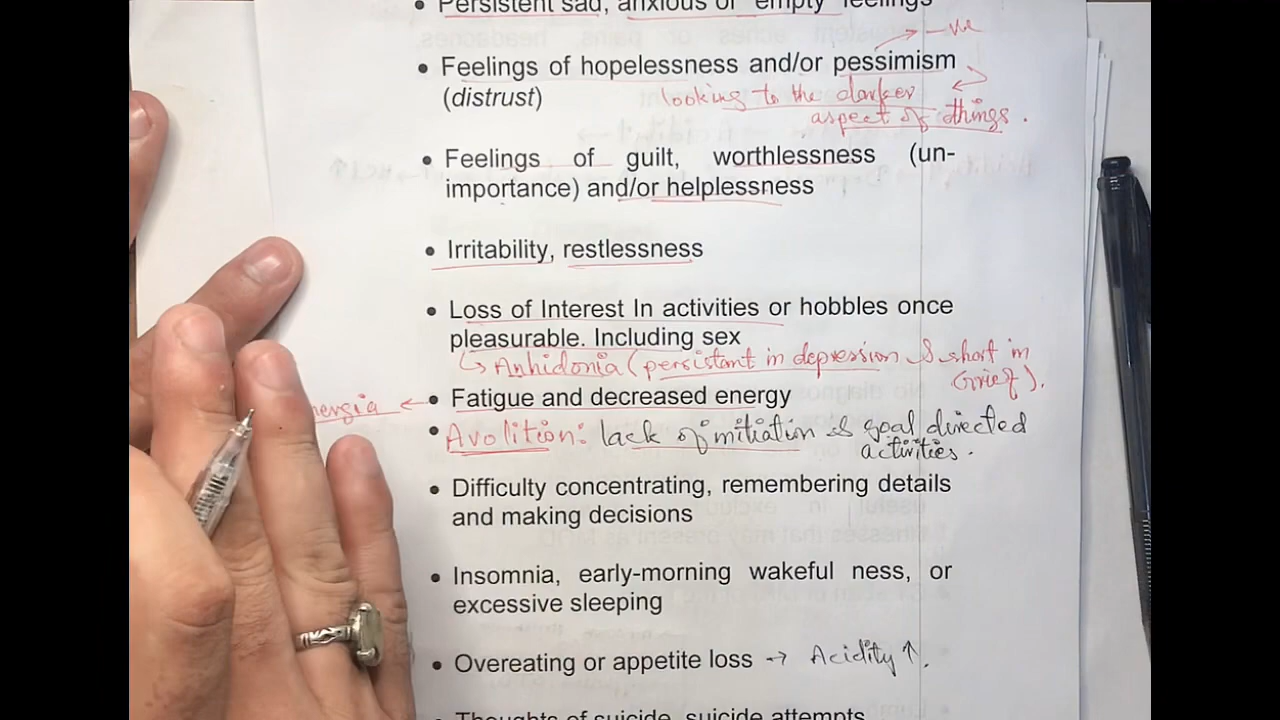 • Persistent sad, anxious or "empty" feelings
→ -ve
• Feelings of hopelessness and/or pessimism
(distrust) looking to the darker
aspect of things.
• Feelings of guilt, worthlessness (un-
importance) and/or helplessness
• Irritability, restlessness
• Loss of Interest In activities or hobbles once
pleasurable. Including sex
↳ Anhidonia (persistant in depression & short in
Grief).
nergia ← • Fatigue and decreased energy
• Avolition: lack of initiation & goal directed
activities.
• Difficulty concentrating, remembering details
and making decisions
• Insomnia, early-morning wakeful ness, or
excessive sleeping
• Overeating or appetite loss → Acidity ↑.
• Thoughts of suicide, suicide attempts